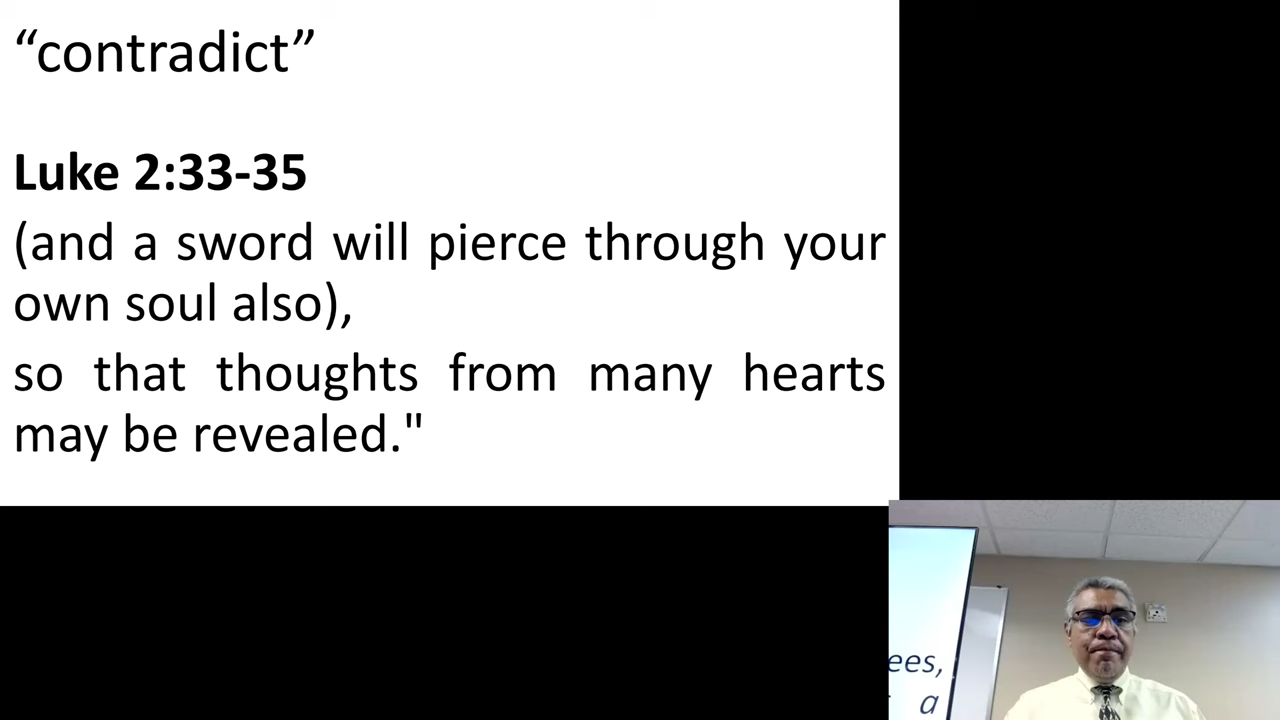 “contradict”
Luke 2:33-35
(and a sword will pierce through your
own soul also),
so that thoughts from many hearts
may be revealed."
ees,
a